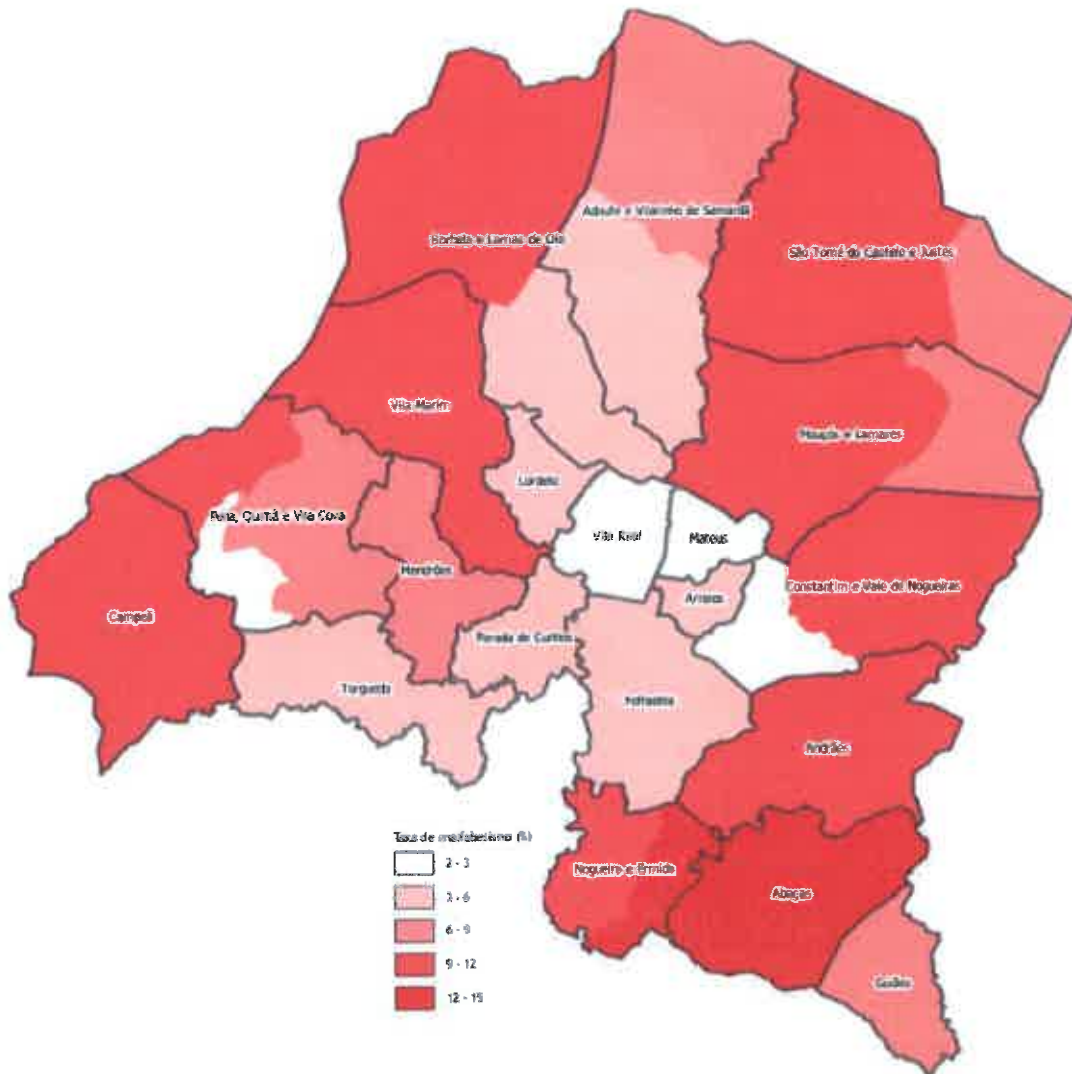 Adoufe e Vilarinho de Samardã
Borbela e Lamas de Olo
São Tomé do Castelo e Justes
Vila Marim
Mouçós e Lamares
Lordelo
Pena, Quintã e Vila Cova
Vila Real
Mateus
Mondrões
Constantim e Vale de Nogueiras
Arroios
Campeã
Parada de Cunhos
Torgueda
Folhadela
Andrães
Taxa de analfabetismo (%)
2 - 3
3 - 6
6 - 9
9 - 12
12 - 15
Nogueira e Ermida
Abaças
Guiães